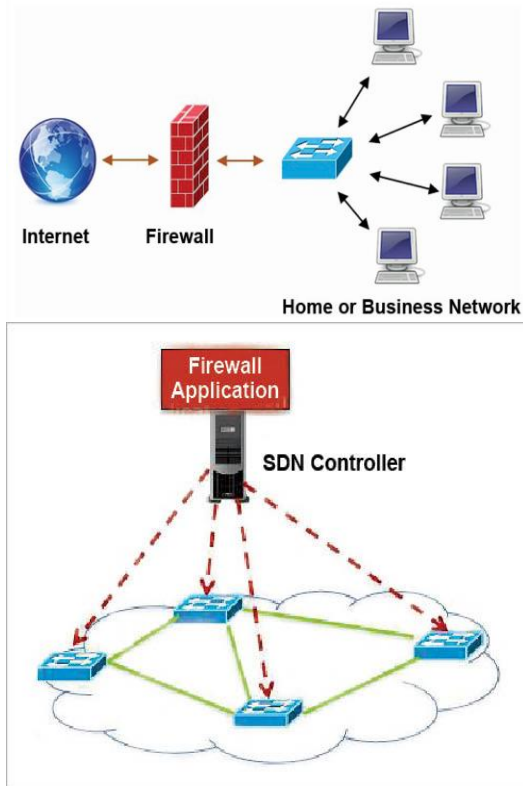 Internet
Firewall
Home or Business Network
Firewall
Application
SDN Controller